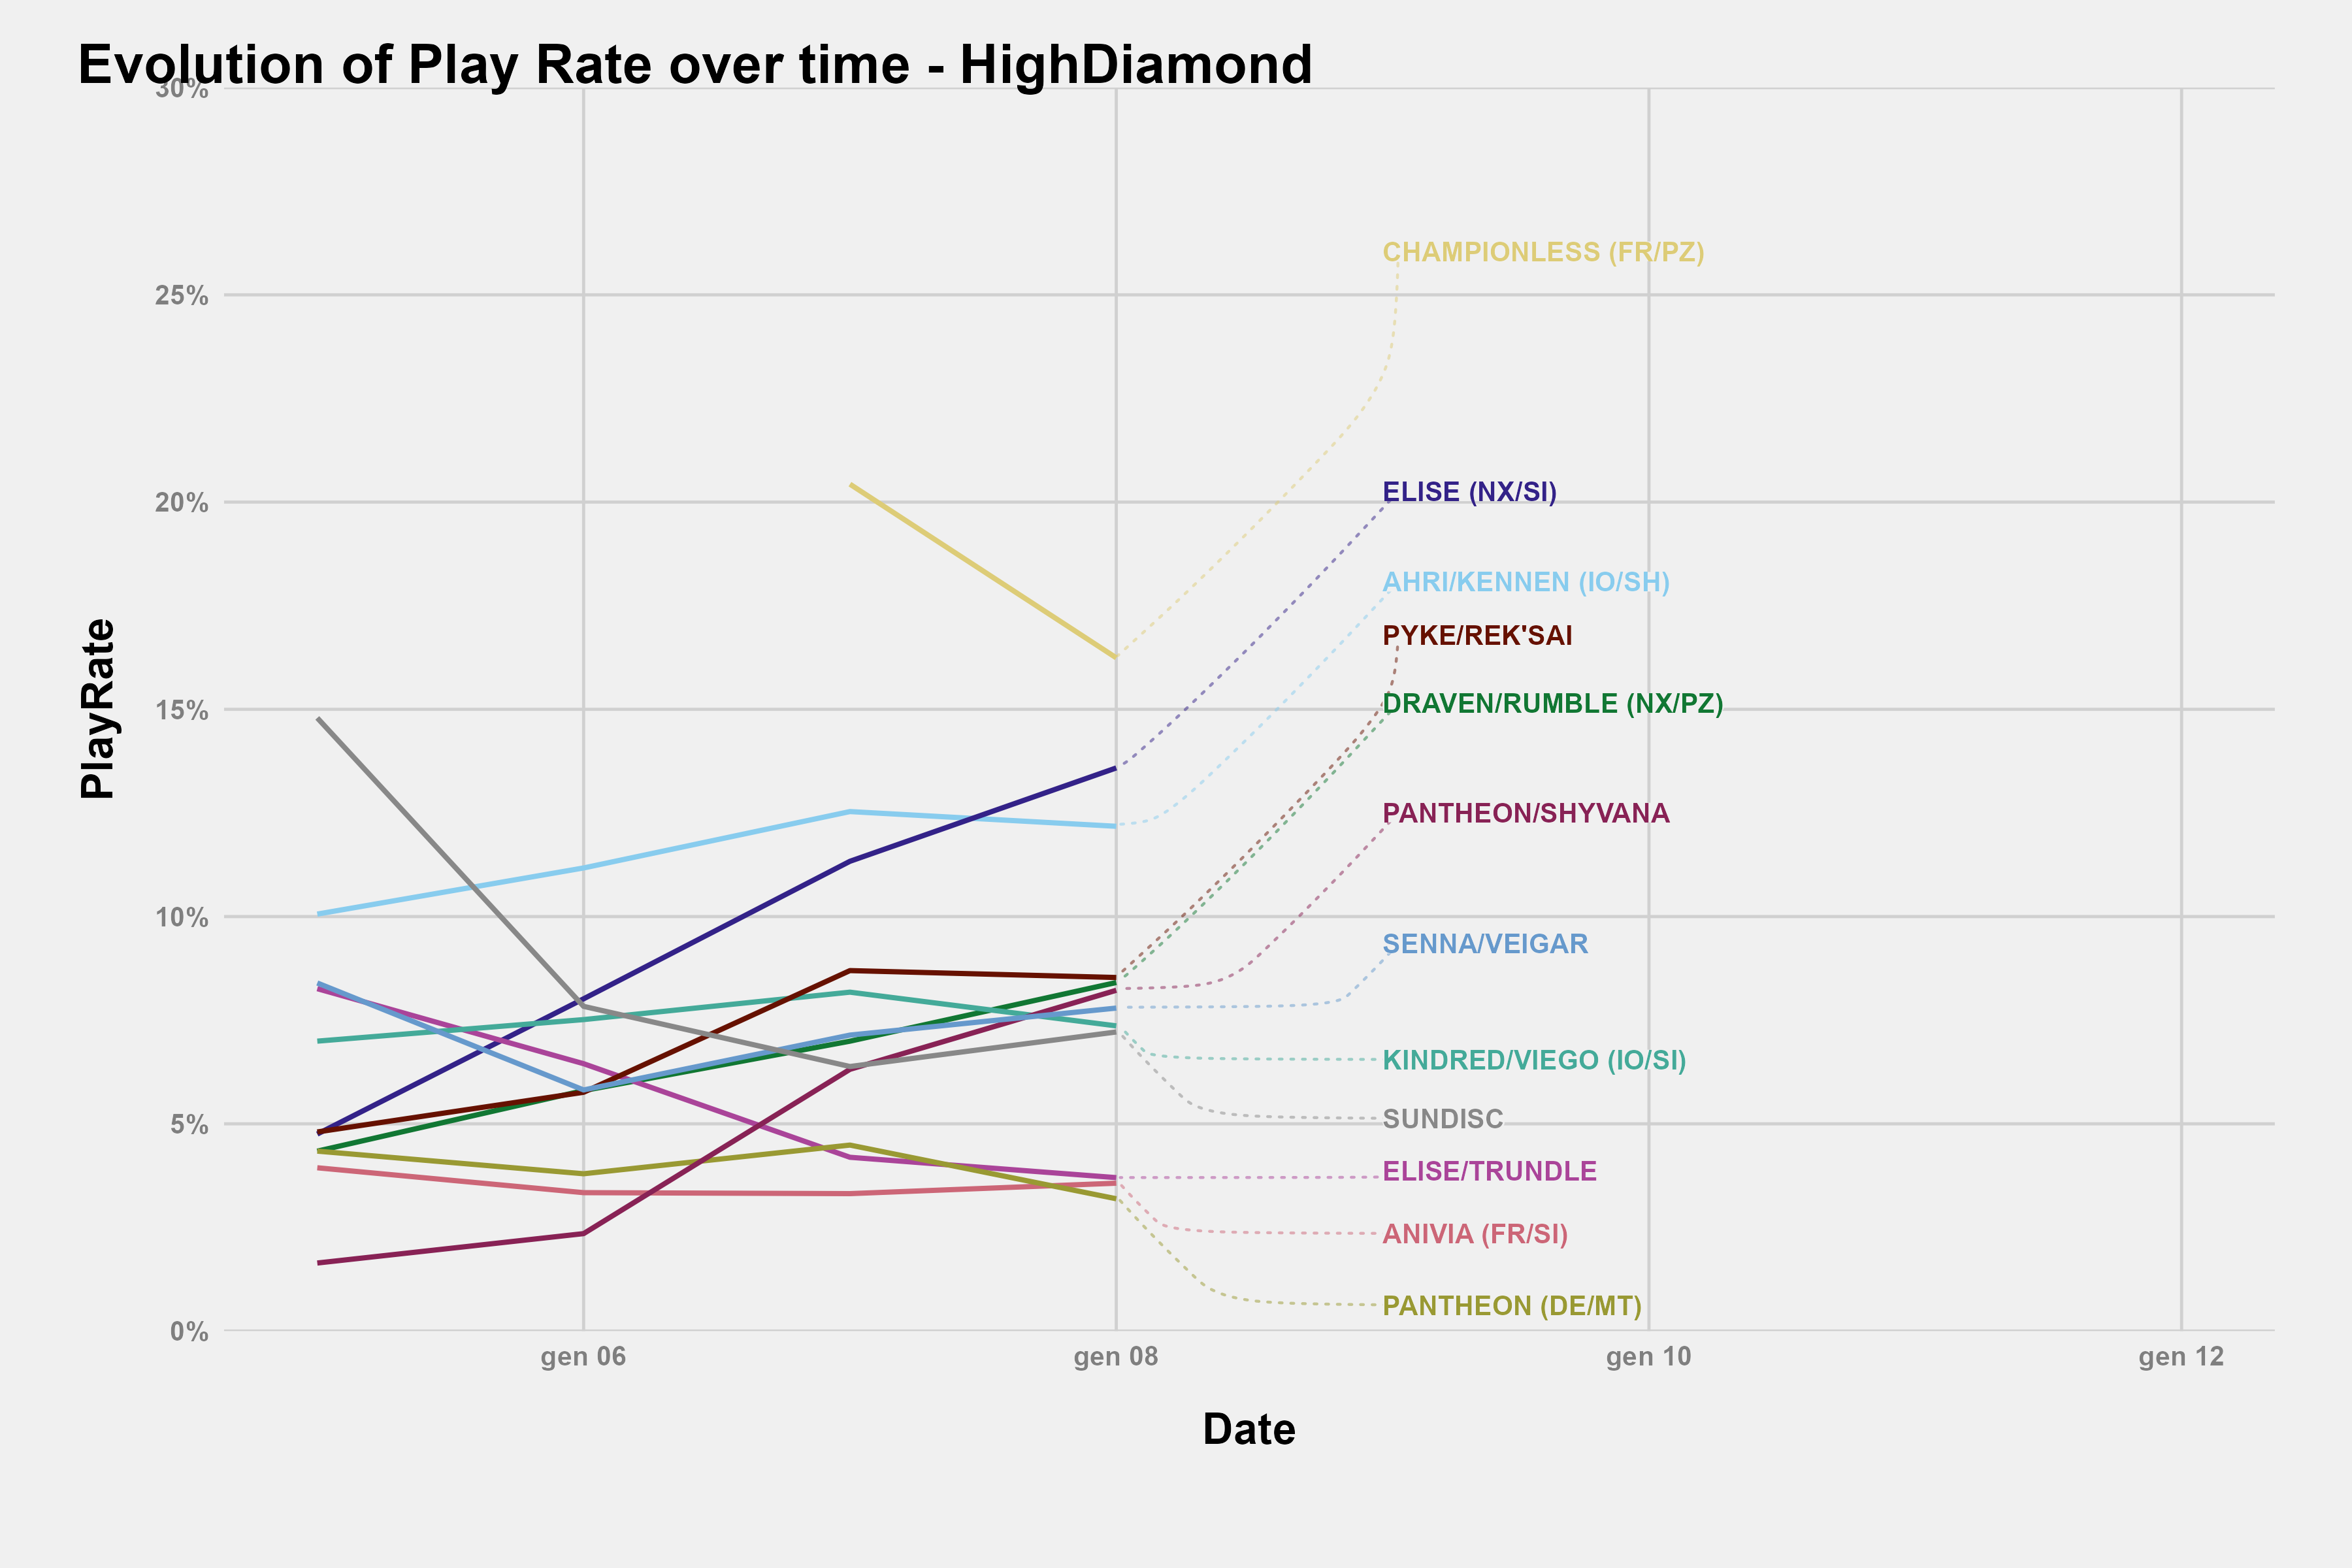 Evolution of Play Rate over time - HighDiamond
30%
25%
20%
15%
10%
5%
0%
PlayRate
CHAMPIONLESS (FR/PZ)
ELISE (NX/SI)
AHRI/KENNEN (IO/SH)
PYKE/REK'SAI
DRAVEN/RUMBLE (NX/PZ)
PANTHEON/SHYVANA
SENNA/VEIGAR
KINDRED/VIEGO (IO/SI)
SUNDISC
ELISE/TRUNDLE
ANIVIA (FR/SI)
PANTHEON (DE/MT)
gen 06
gen 08
gen 10
gen 12
Date